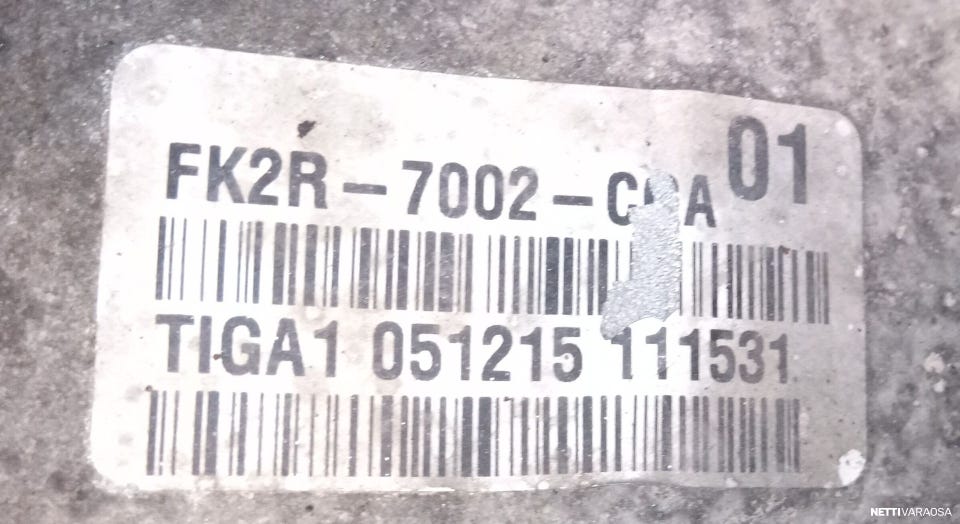 01
FK2R-7002-
TIGA1 051215 111531
NETTIVARAOSA